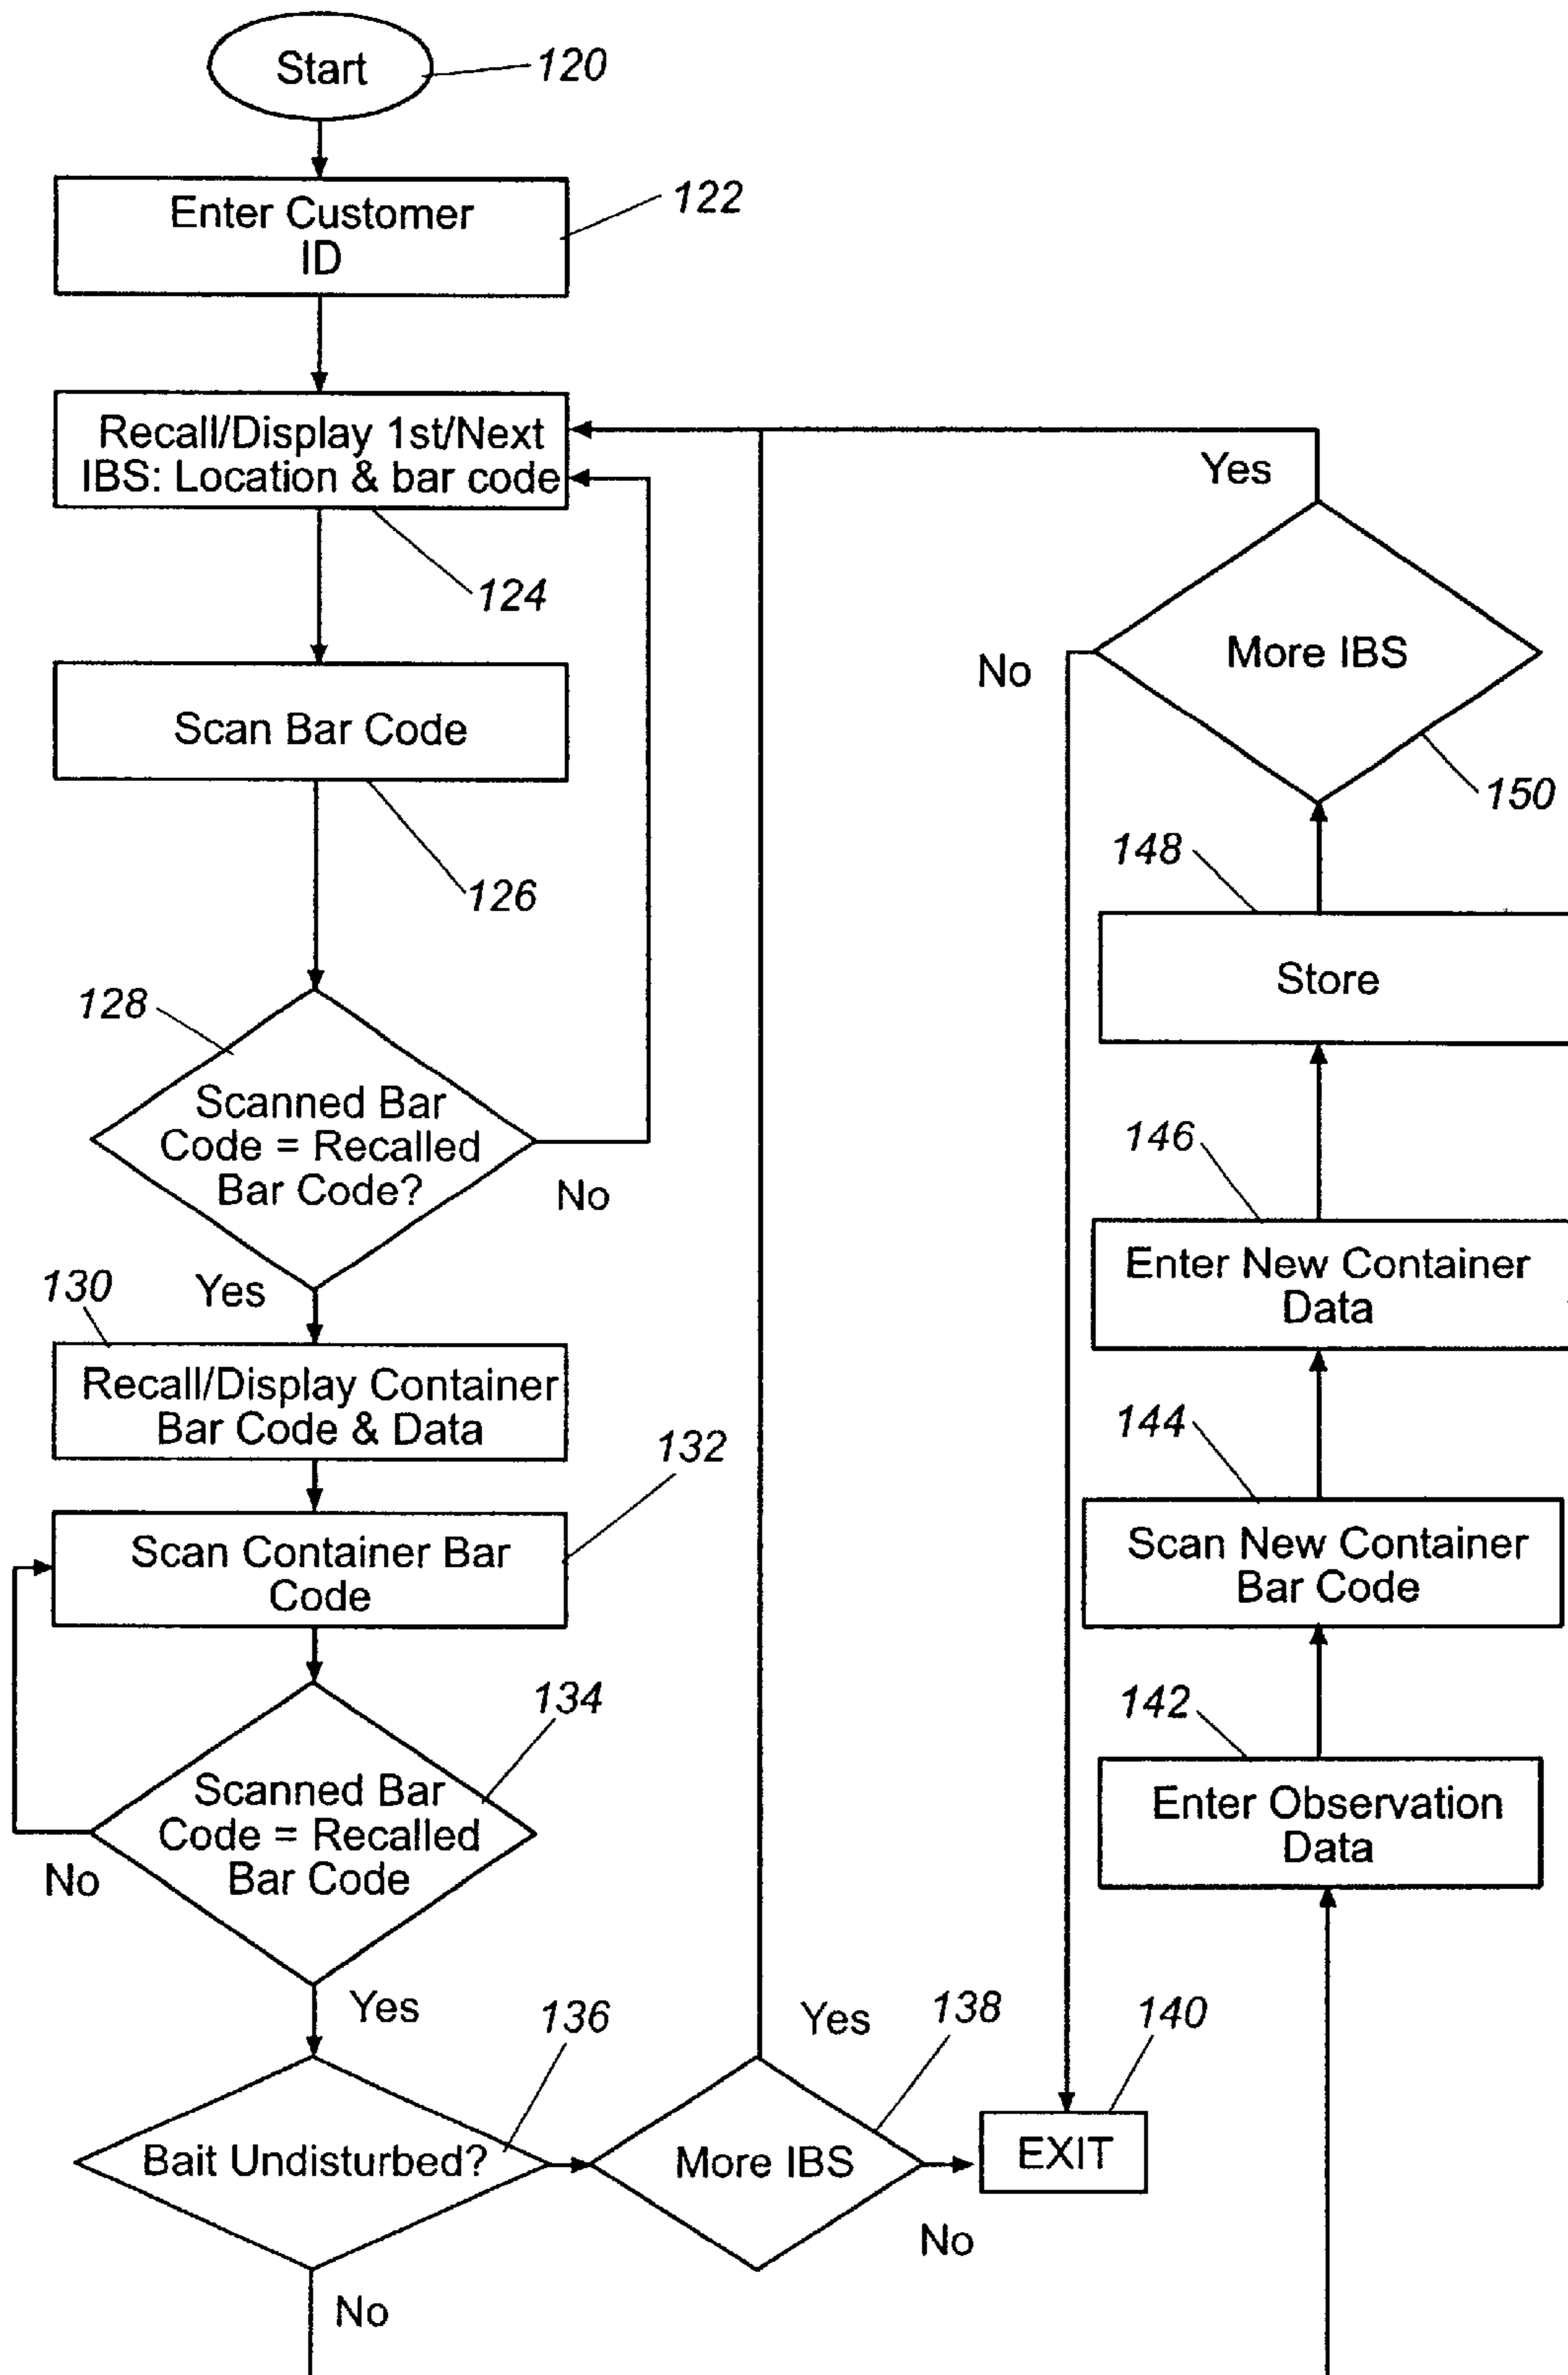 Start
120
Enter Customer
ID
122
Recall/Display 1st/Next
IBS: Location & bar code
124
Scan Bar Code
126
128
Scanned Bar
Code = Recalled
Bar Code?
No
Yes
130
Recall/Display Container
Bar Code & Data
132
Scan Container Bar
Code
134
Scanned Bar
Code = Recalled
Bar Code
No
Yes
136
Bait Undisturbed?
No
Yes
138
More IBS
No
140
EXIT
142
Enter Observation
Data
144
Scan New Container
Bar Code
146
Enter New Container
Data
148
Store
150
More IBS
No
Yes